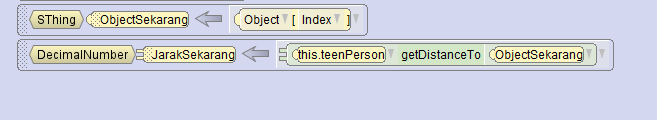 SThing ObjectSekarang Object [ Index ]
DecimalNumber JarakSekarang this.teenPerson getDistanceTo ObjectSekarang